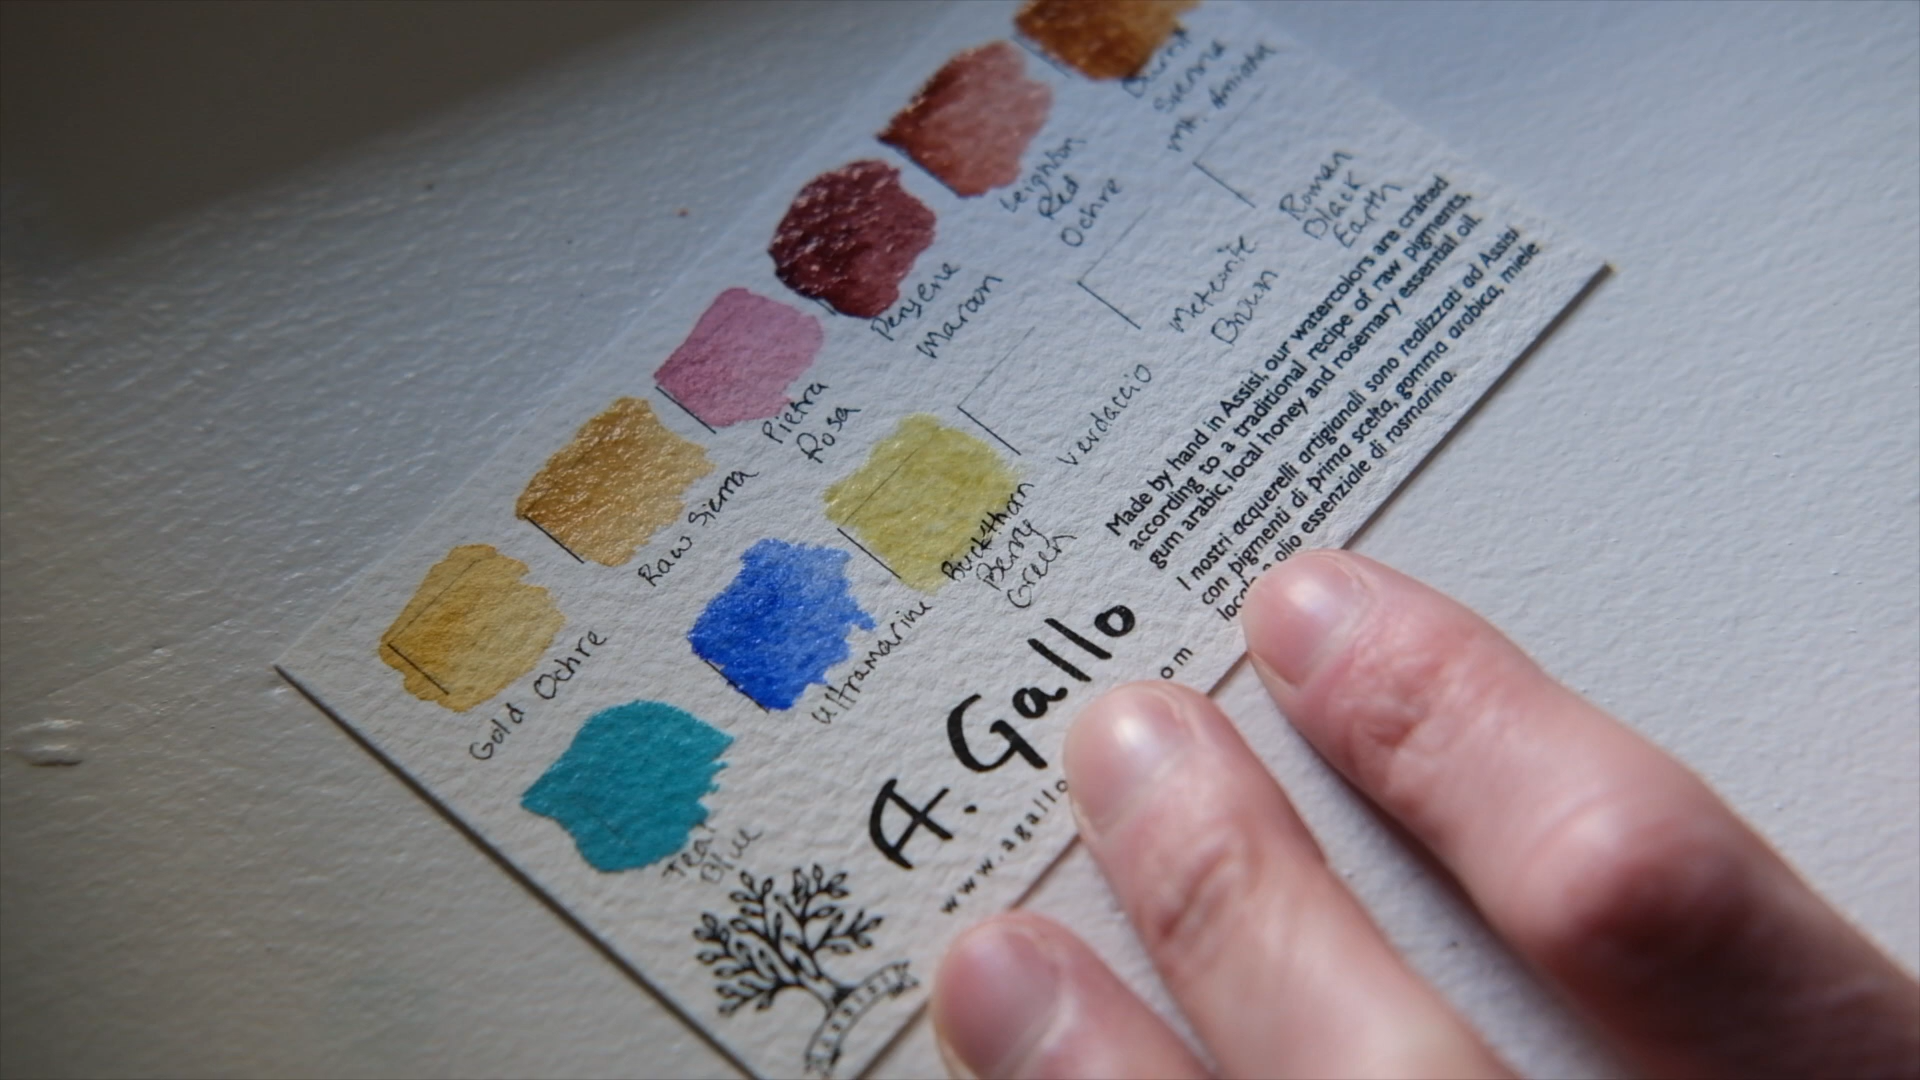 Gold Ochre
Raw Sienna
Pietra
Rosa
Perylene
Maroon
Leighton
Red
Ochre
Burnt
Sienna
Mt. Amiata
Blue
Ultramarine
Buckthorn
Berry
Green
Verdaccio
Meteorite
Brown
Roman
Black
Earth
A. Gallo
www.agallo
om
Made by hand in Assisi, our watercolors are crafted
according to a traditional recipe of raw pigments,
gum arabic, local honey and rosemary essential oil.
I nostri acquerelli artigianali sono realizzati ad Assisi
con pigmenti di prima scelta, gomma arabica, miele
olio essenziale di rosmarino.